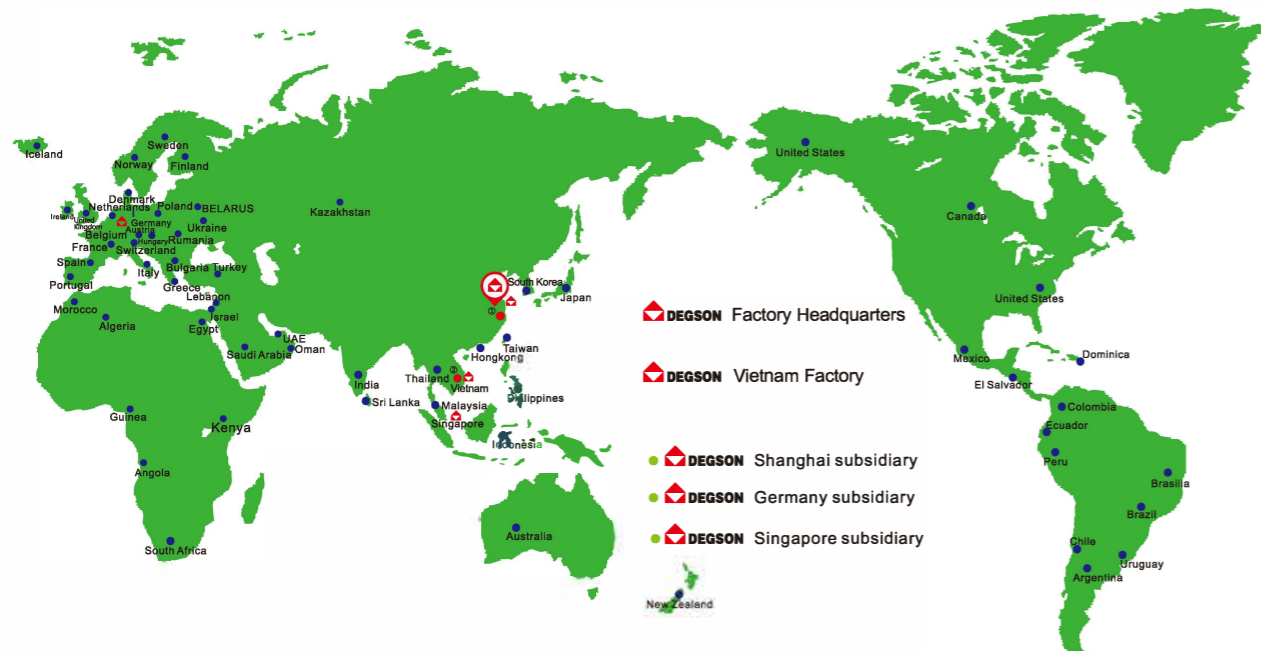 Iceland
Sweden
Norway
Finland
Denmark
Netherlands
Poland
BELARUS
Ireland
United
Kingdom
Germany
Ukraine
Belgium
Austria
Hungary
Rumania
France
Switzerland
Spain
Italy
Bulgaria
Turkey
Portugal
Greece
Morocco
Lebanon
Algeria
Israel
Egypt
UAE
Saudi Arabia
Oman
Kazakhstan
South Korea
Japan
①
Taiwan
Hongkong
India
Thailand
②
Vietnam
Sri Lanka
Malaysia
Philippines
Singapore
Indonesia
Guinea
Kenya
Angola
South Africa
Australia
New Zealand
DEGSON Factory Headquarters
DEGSON Vietnam Factory
DEGSON Shanghai subsidiary
DEGSON Germany subsidiary
DEGSON Singapore subsidiary
United States
Canada
United States
Mexico
Dominica
El Salvador
Colombia
Ecuador
Peru
Brasilia
Brazil
Chile
Uruguay
Argentina